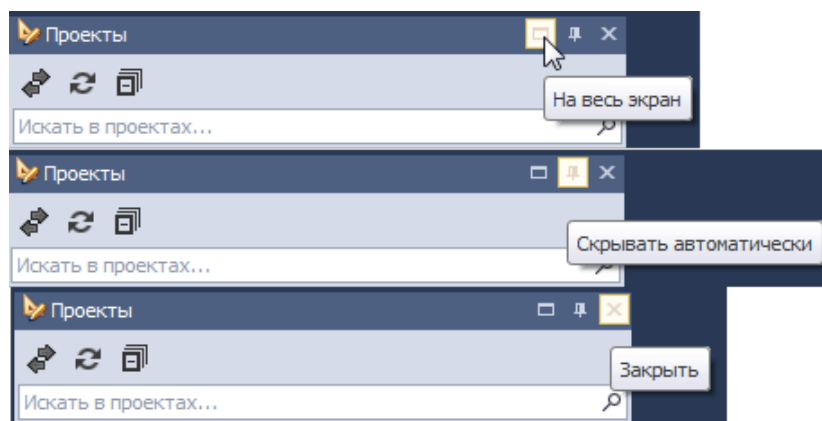 Проекты
На весь экран
Искать в проектах...
Проекты
Скрывать автоматически
Искать в проектах...
Проекты
Закрыть
Искать в проектах...